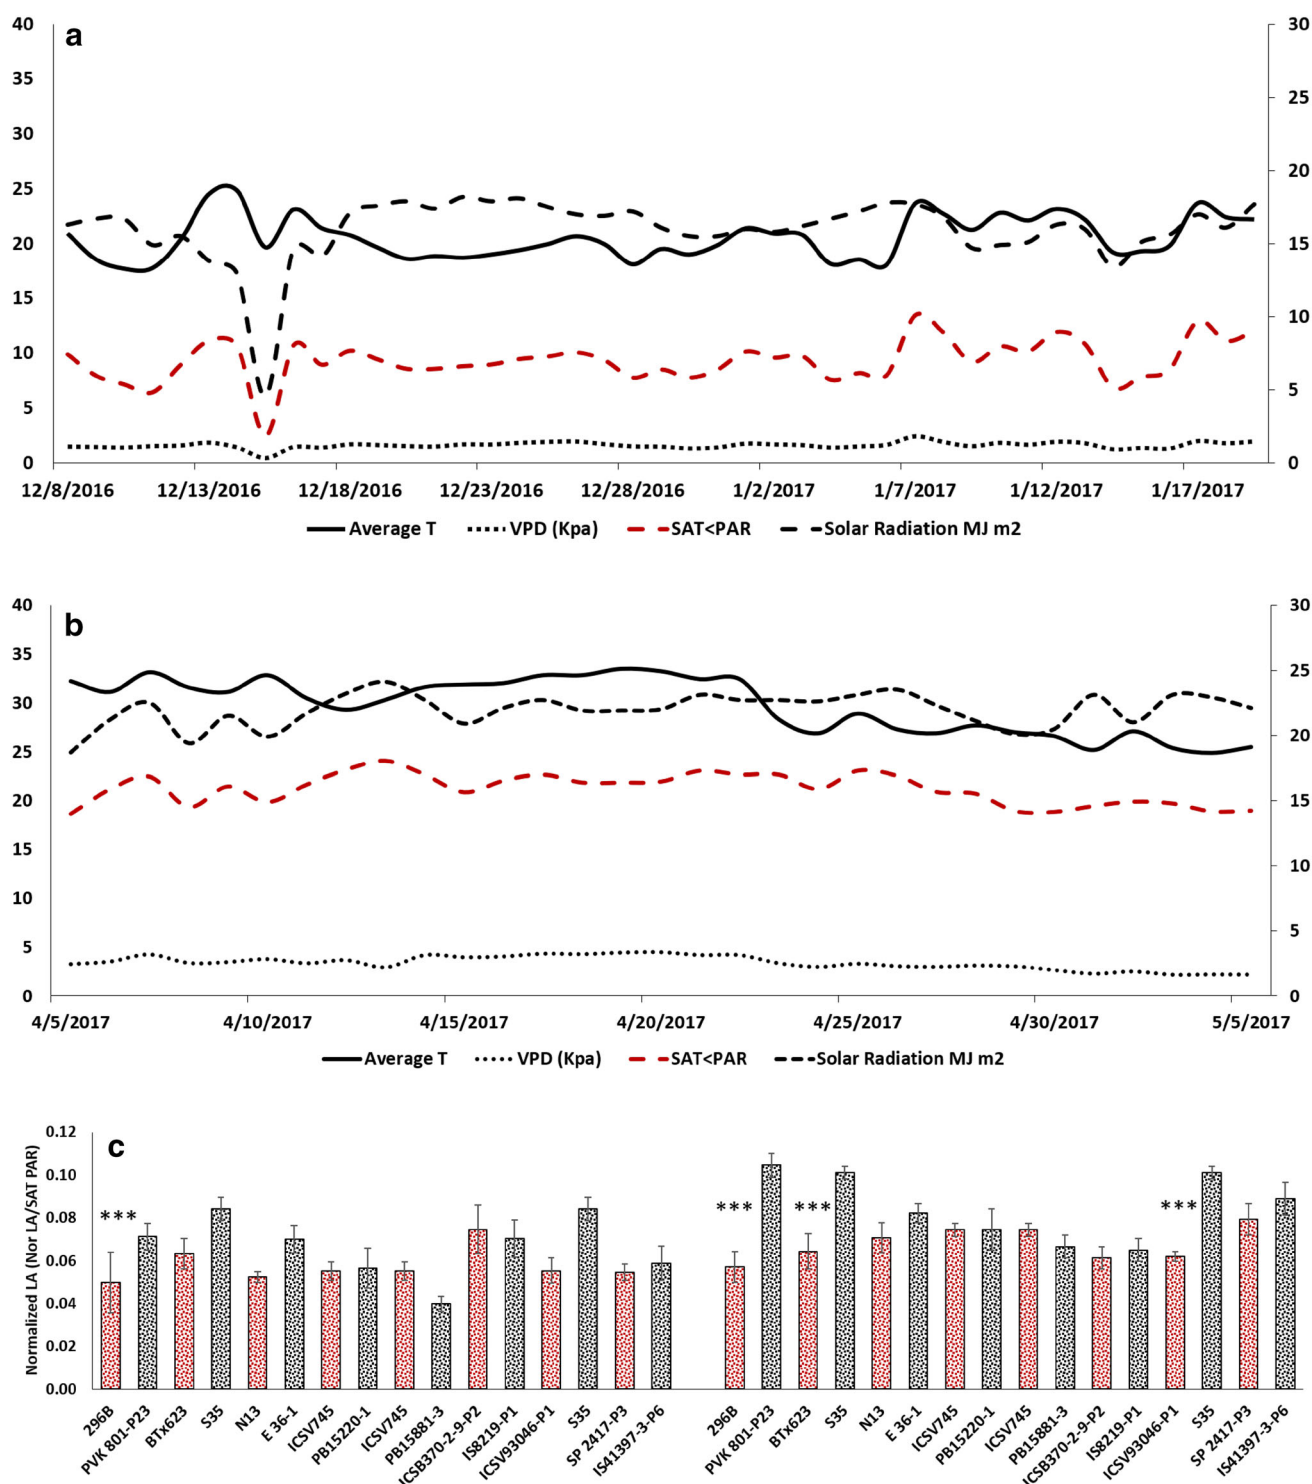 a
40
35
30
25
20
15
10
5
0
30
25
20
15
10
5
0
12/8/2016 12/13/2016 12/18/2016 12/23/2016 12/28/2016 1/2/2017 1/7/2017 1/12/2017 1/17/2017
Average T VPD (Kpa) SAT<PAR Solar Radiation MJ m2
b
40
35
30
25
20
15
10
5
0
30
25
20
15
10
5
0
4/5/2017 4/10/2017 4/15/2017 4/20/2017 4/25/2017 4/30/2017 5/5/2017
Average T VPD (Kpa) SAT<PAR Solar Radiation MJ m2
c
Normalized LA (Nor LA/SAT PAR)
0.12
0.10
0.08
0.06
0.04
0.02
0.00
***
***
***
***
296B
PVK 801-P23
BTx623
S35
N13
E 36-1
ICSV745
PB15220-1
ICSV745
PB15881-3
ICSB370-2-9-P2
IS8219-P1
ICSV93046-P1
S35
SP 2417-P3
IS41397-3-P6
296B
PVK 801-P23
BTx623
S35
N13
E 36-1
ICSV745
PB15220-1
ICSV745
PB15881-3
ICSB370-2-9-P2
IS8219-P1
ICSV93046-P1
S35
SP 2417-P3
IS41397-3-P6